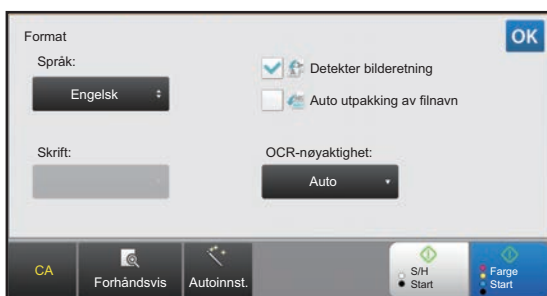 Format
OK
Språk:
Detekter bilderetning
Engelsk
Auto utpakking av filnavn
Skrift:
OCR-nøyaktighet:
Auto
CA
Forhåndsvis
Autoinnst.
S/H
Start
Farge
Start